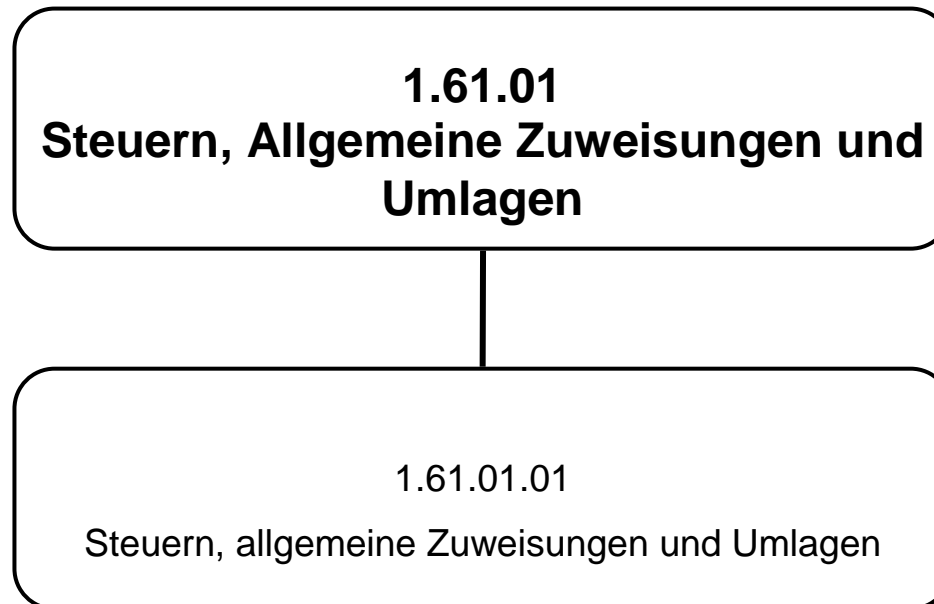 1.61.01
Steuern, Allgemeine Zuweisungen und
Umlagen
1.61.01.01
Steuern, allgemeine Zuweisungen und Umlagen